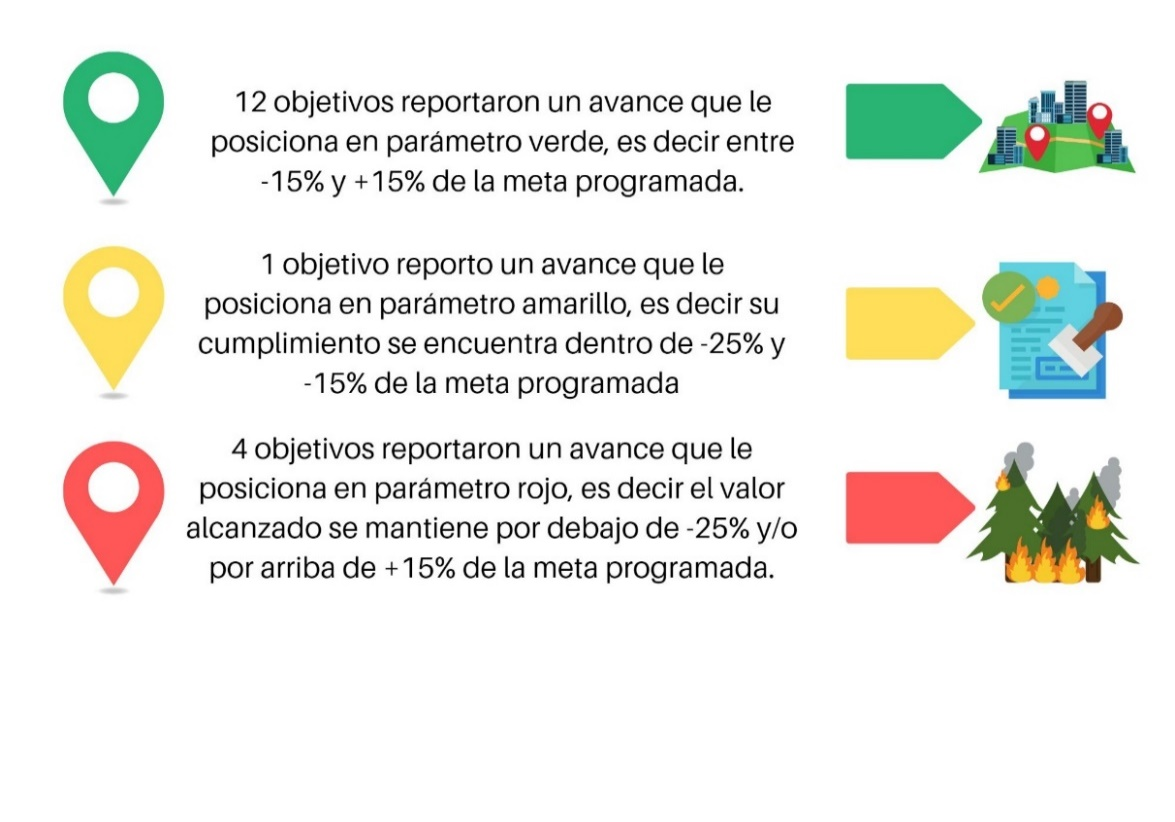 12 objetivos reportaron un avance que le
posiciona en parámetro verde, es decir entre
-15% y +15% de la meta programada.
1 objetivo reporto un avance que le
posiciona en parámetro amarillo, es decir su
cumplimiento se encuentra dentro de -25% y
-15% de la meta programada
4 objetivos reportaron un avance que le
posiciona en parámetro rojo, es decir el valor
alcanzado se mantiene por debajo de -25% y/o
por arriba de +15% de la meta programada.